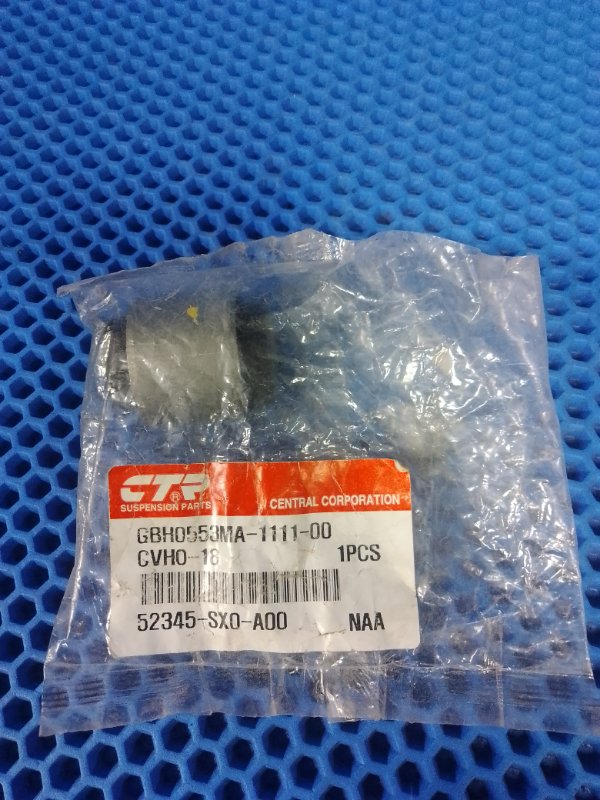 CTR
SUSPENSION PARTS
CENTRAL CORPORATION
GBH0553MA-1111-00
CVHO-18 1PCS
52345-SX0-A00 NAA